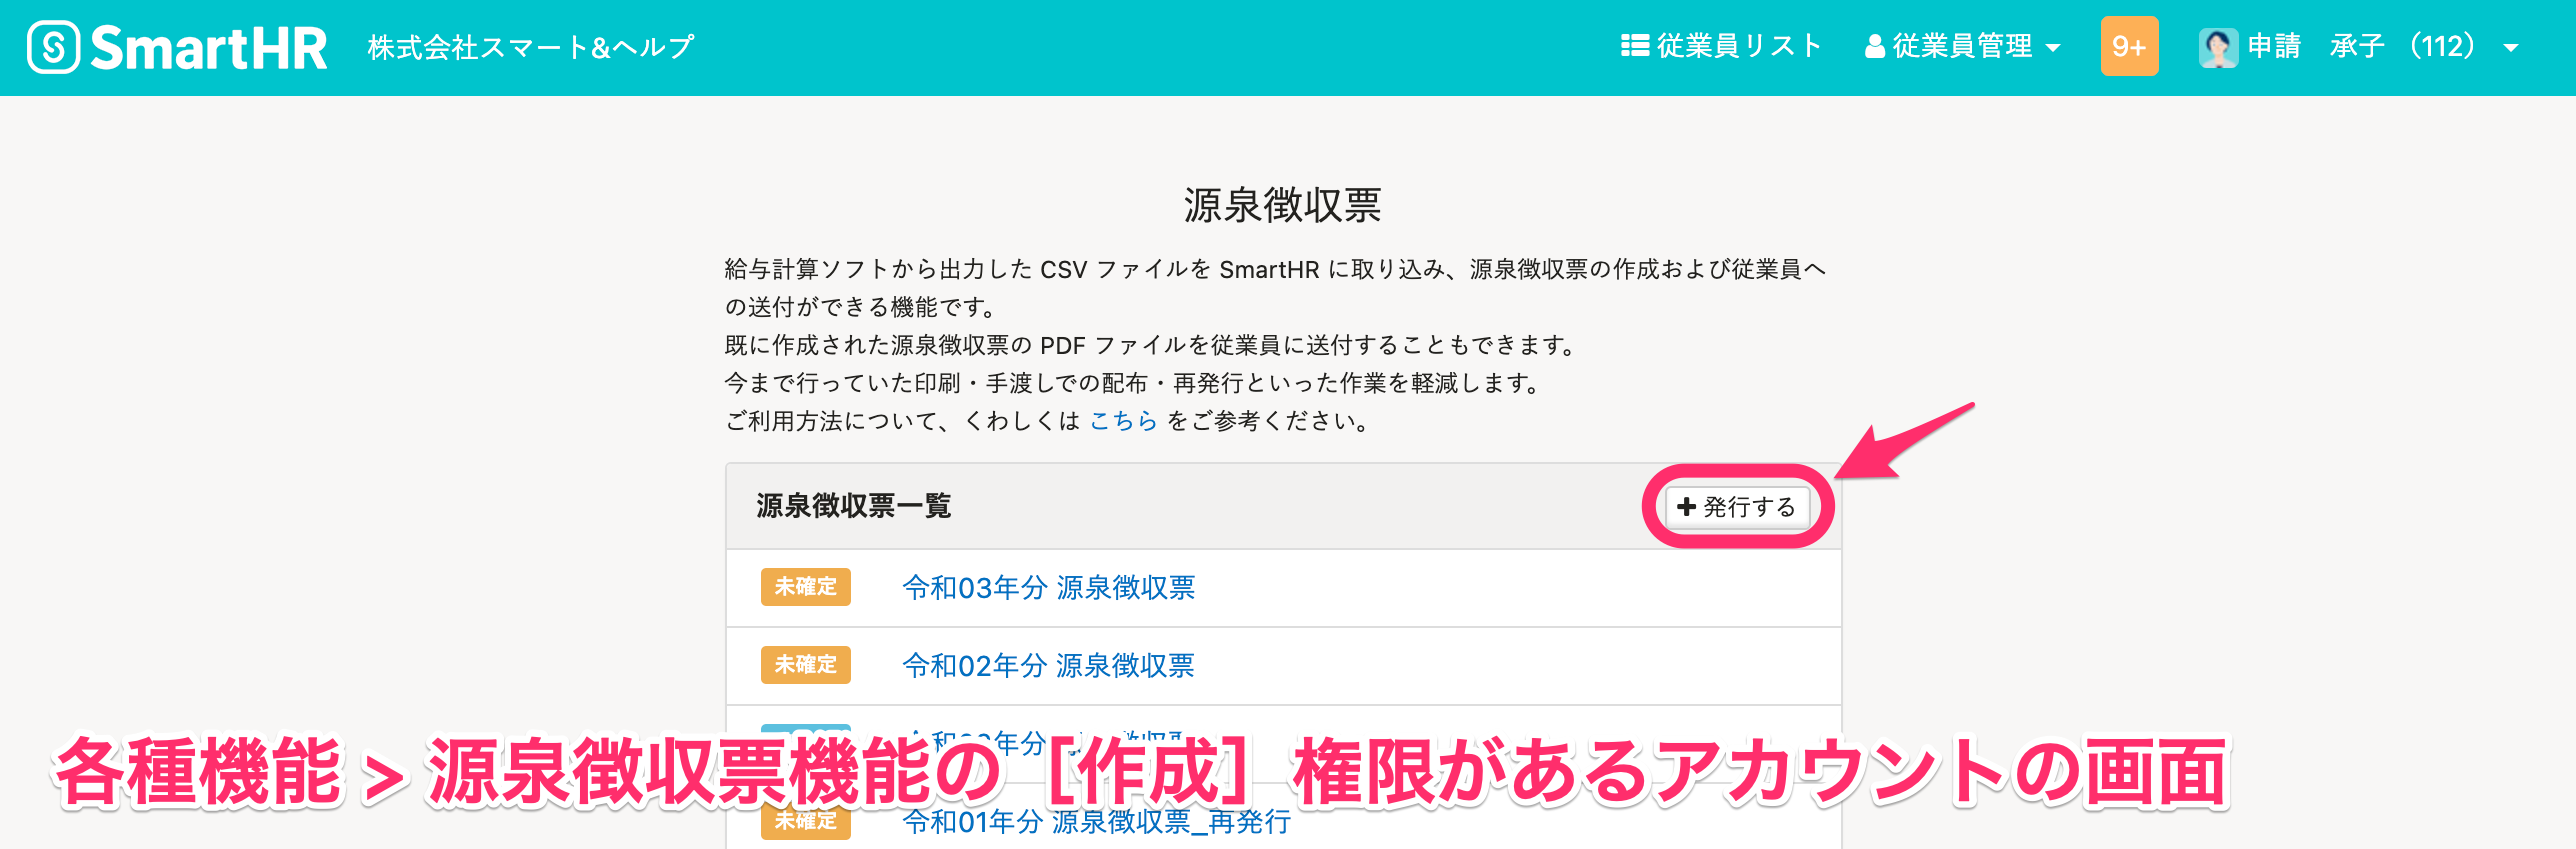 SmartHR 株式会社スマート&ヘルプ 従業員リスト 従業員管理 9+ 申請 承子 (112)
源泉徴収票
給与計算ソフトから出力した CSV ファイルを SmartHR に取り込み、源泉徴収票の作成および従業員へ
の送付ができる機能です。
既に作成された源泉徴収票の PDF ファイルを従業員に送付することもできます。
今まで行っていた印刷・手渡しでの配布・再発行といった作業を軽減します。
ご利用方法について、くわしくは こちら をご参考ください。
源泉徴収票一覧 発行する
未確定 令和03年分 源泉徴収票
未確定 令和02年分 源泉徴収票
各種機能 > 源泉徴収票機能の［作成］権限があるアカウントの画面
未確定 令和01年分 源泉徴収票_再発行